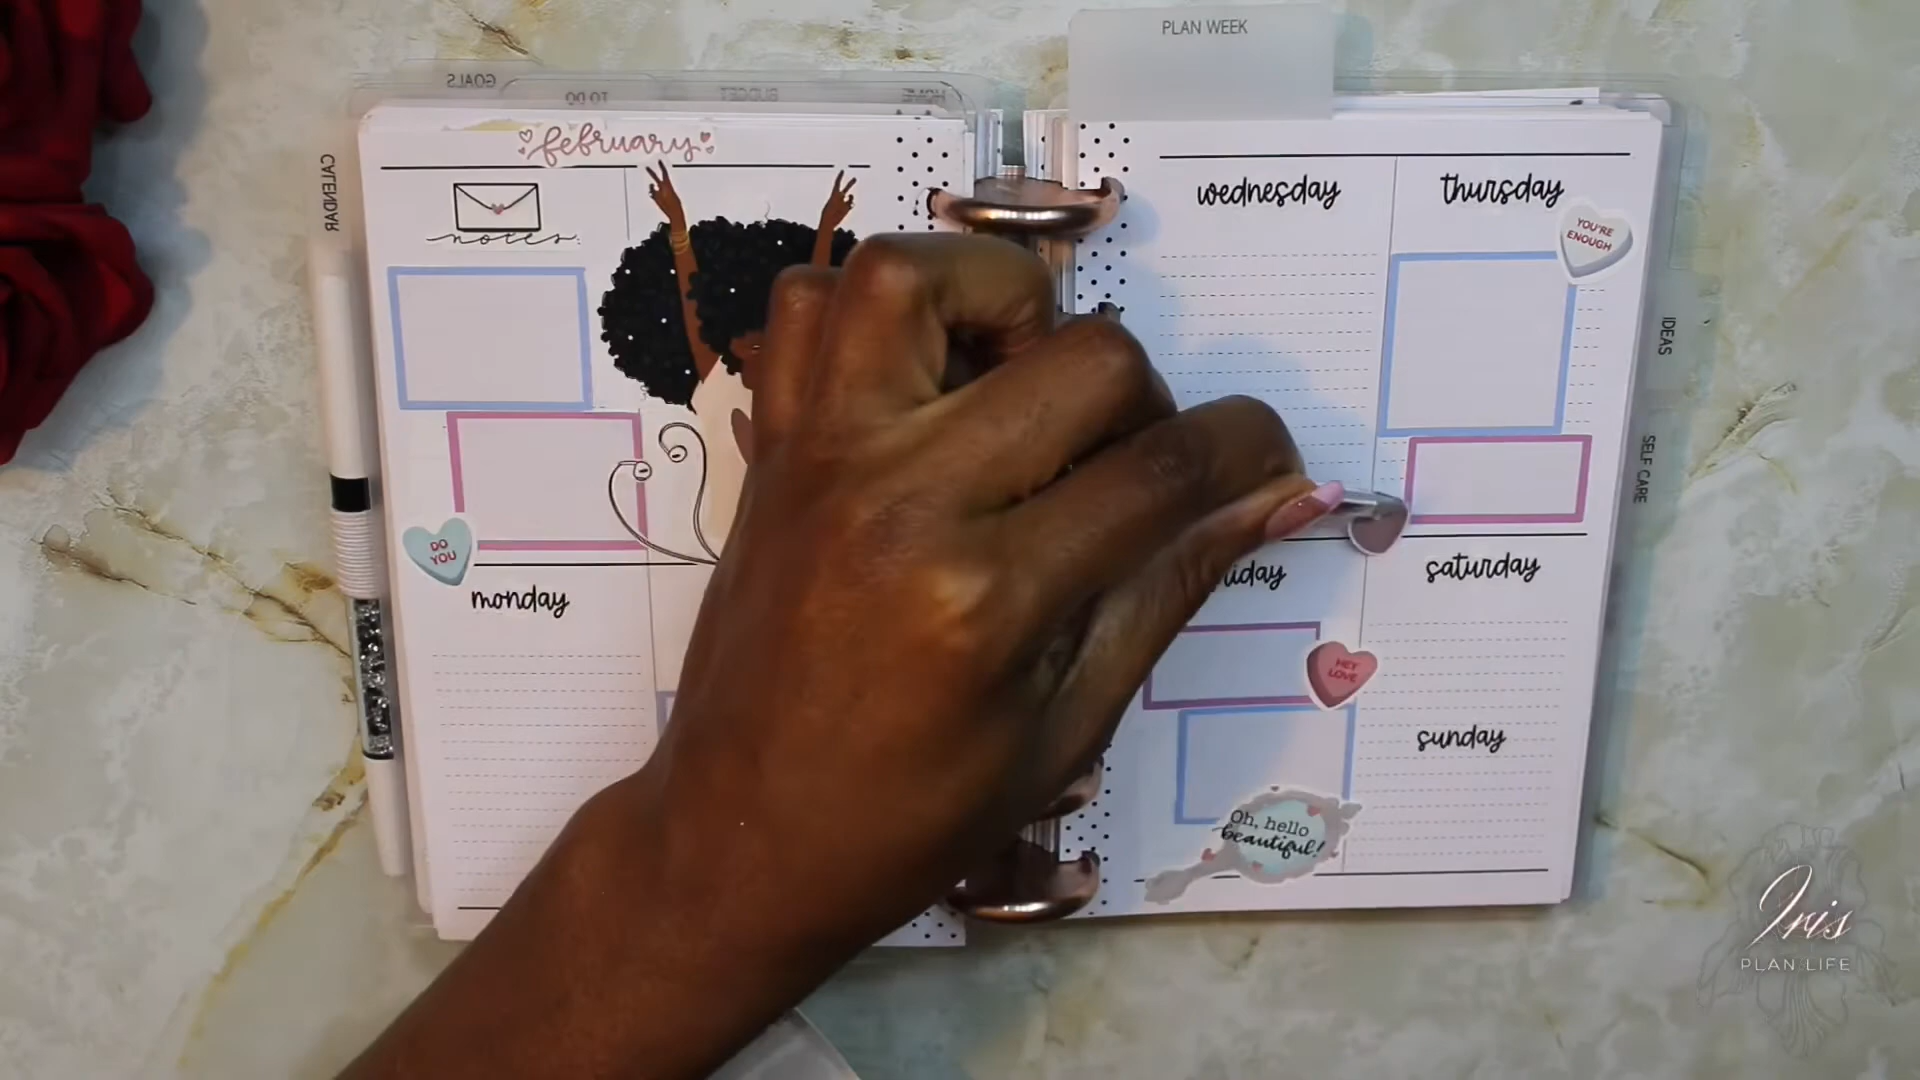 PLAN WEEK
GOALS
TO DO
BUDGET
HOME
CALENDAR
february
notes:
wednesday
thursday
YOU'RE
ENOUGH
IDEAS
SELF CARE
DO
YOU
monday
saturday
HEY
LOVE
sunday
Oh, hello
beautiful!
Iris
PLAN LIFE